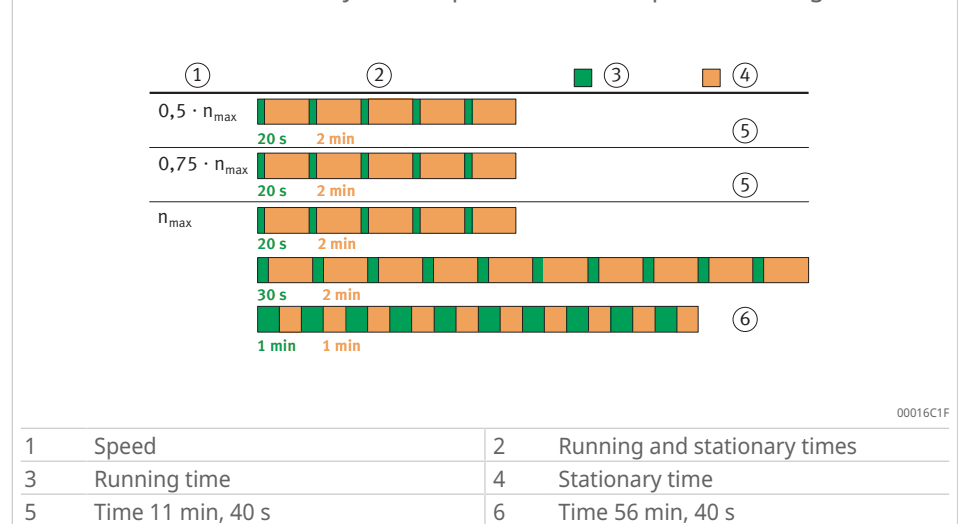 1 2 3 4
0,5 · nmax
20 s 2 min
5
0,75 · nmax
20 s 2 min
5
nmax
20 s 2 min
30 s 2 min
1 min 1 min
6
00016C1F
1 Speed 2 Running and stationary times
3 Running time 4 Stationary time
5 Time 11 min, 40 s 6 Time 56 min, 40 s